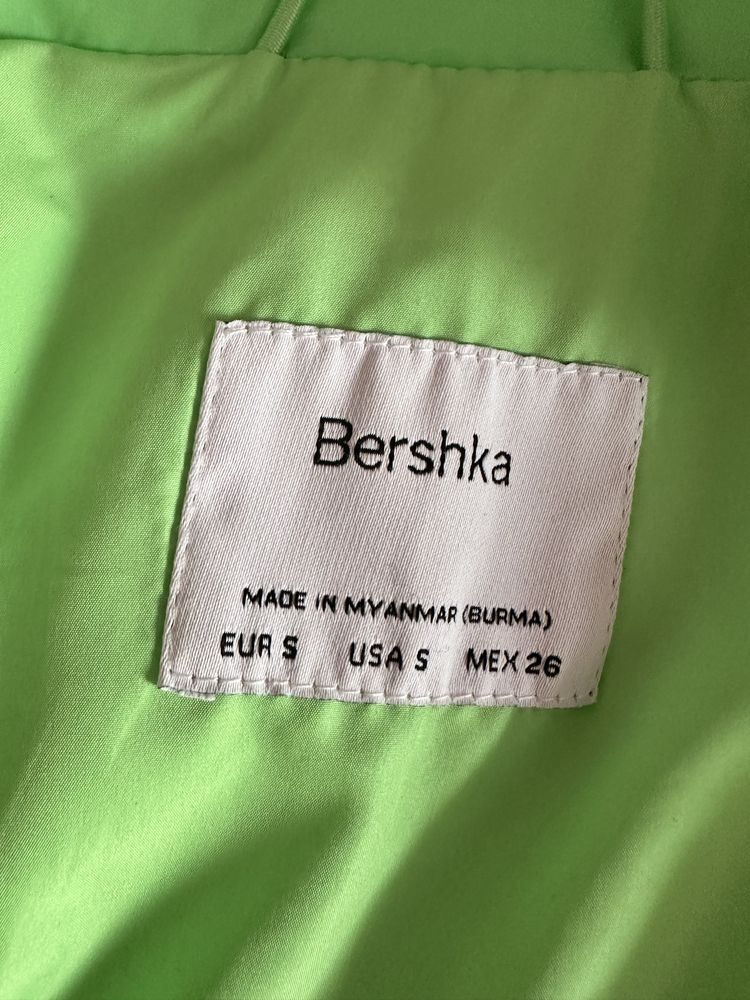 Bershka
MADE IN MYANMAR (BURMA)
EUR S USA S MEX 26